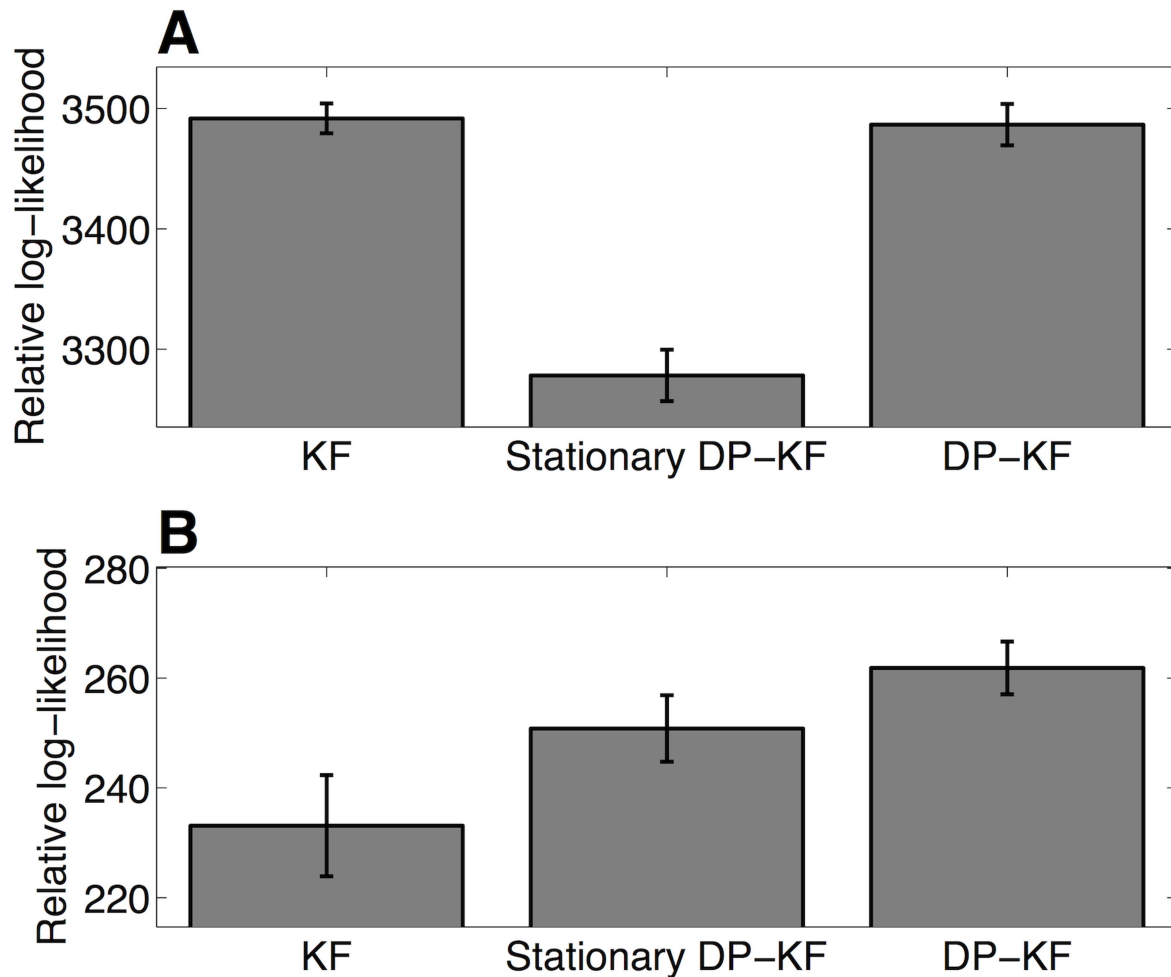 A
Relative log-likelihood
3500
3400
3300
KF
Stationary DP-KF
DP-KF
B
Relative log-likelihood
280
260
240
220
KF
Stationary DP-KF
DP-KF